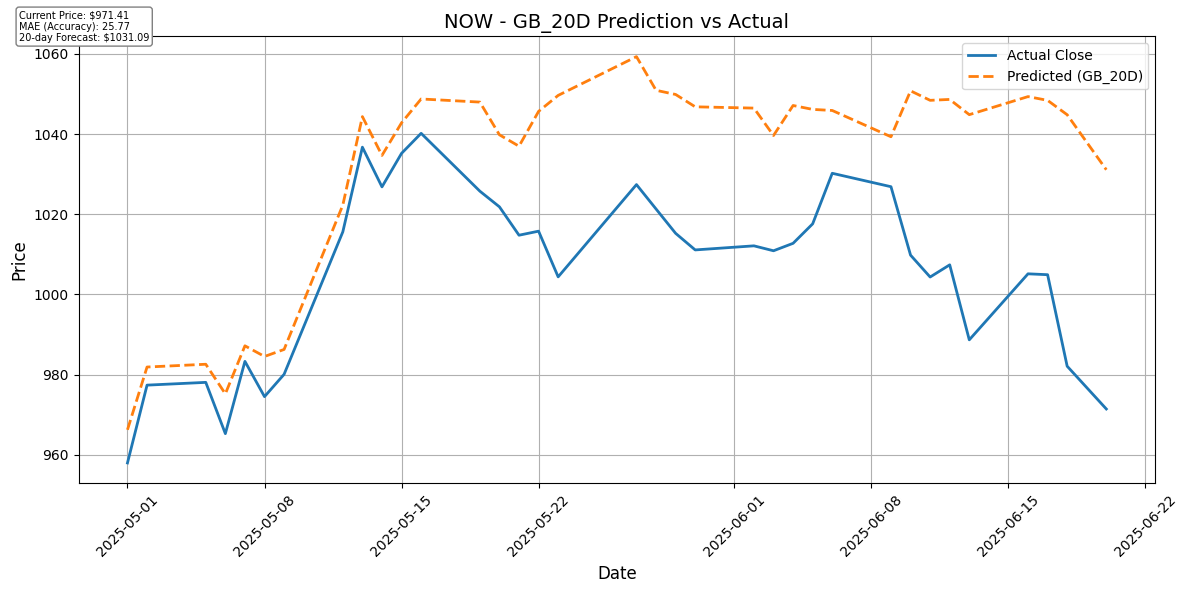 Current Price: $971.41
MAE (Accuracy): 25.77
20-day Forecast: $1031.09
NOW - GB_20D Prediction vs Actual
Actual Close
Predicted (GB_20D)
1060
1040
1020
1000
980
960
Price
2025-05-01
2025-05-08
2025-05-15
2025-05-22
2025-06-01
2025-06-08
2025-06-15
2025-06-22
Date